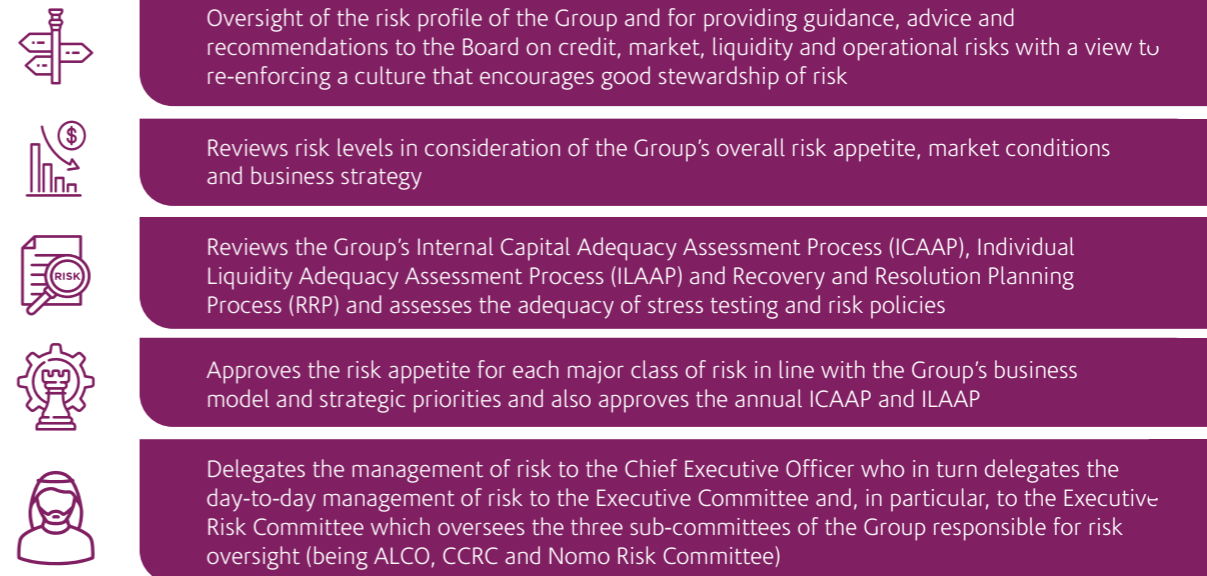 Oversight of the risk profile of the Group and for providing guidance, advice and
recommendations to the Board on credit, market, liquidity and operational risks with a view to
re-enforcing a culture that encourages good stewardship of risk
$
Reviews risk levels in consideration of the Group's overall risk appetite, market conditions
and business strategy
Reviews the Group's Internal Capital Adequacy Assessment Process (ICAAP), Individual
Liquidity Adequacy Assessment Process (ILAAP) and Recovery and Resolution Planning
Process (RRP) and assesses the adequacy of stress testing and risk policies
RISK
Approves the risk appetite for each major class of risk in line with the Group's business
model and strategic priorities and also approves the annual ICAAP and ILAAP
Delegates the management of risk to the Chief Executive Officer who in turn delegates the
day-to-day management of risk to the Executive Committee and, in particular, to the Executive
Risk Committee which oversees the three sub-committees of the Group responsible for risk
oversight (being ALCO, CCRC and Nomo Risk Committee)